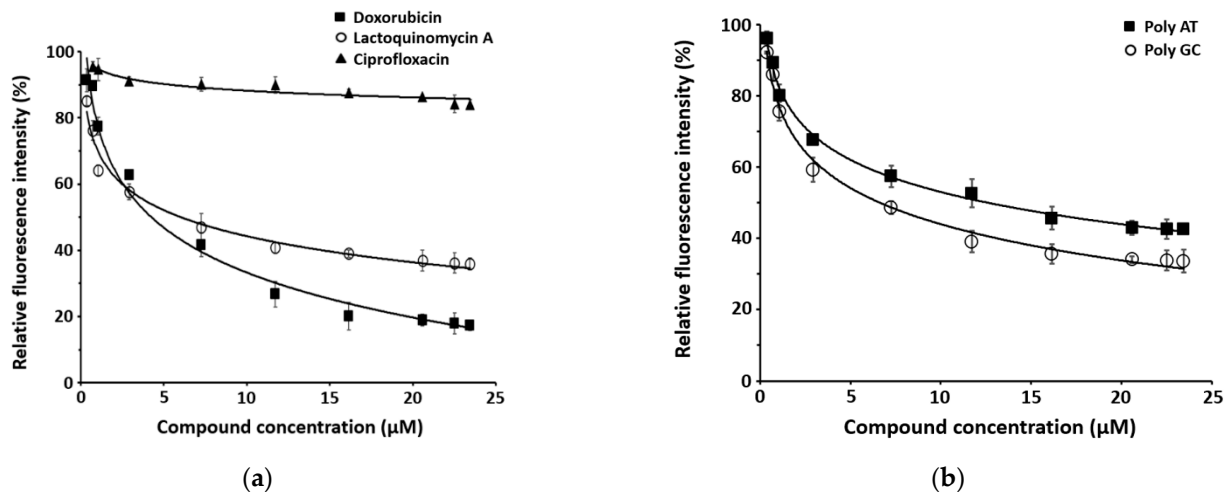 Doxorubicin
Lactoquinomycin A
Ciprofloxacin
Relative fluorescence intensity (%)
100
80
60
40
20
0
0 5 10 15 20 25
Compound concentration (μM)
(a)
Poly AT
Poly GC
Relative fluorescence intensity (%)
100
80
60
40
20
0
0 5 10 15 20 25
Compound concentration (μM)
(b)